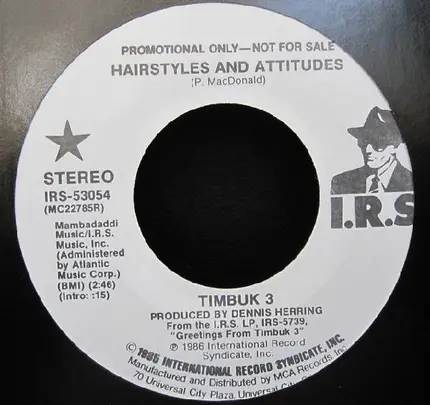 PROMOTIONAL ONLY—NOT FOR SALE
HAIRSTYLES AND ATTITUDES
(P. MacDonald)
STEREO
IRS-53054
(MC22785R)
Mambadaddi
Music/I.R.S.
Music, Inc.
(Administered
by Atlantic
Music Corp.)
(BMI) (2:46)
(Intro: :15)
I.R.S
TIMBUK 3
PRODUCED BY DENNIS HERRING
From the I.R.S. LP, IRS-5739,
"Greetings From Timbuk 3"
℗ 1986 International Record
Syndicate, Inc.
© 1986 INTERNATIONAL RECORD SYNDICATE, INC.
Manufactured and Distributed by MCA Records, Inc.
70 Universal City Plaza, Universal City